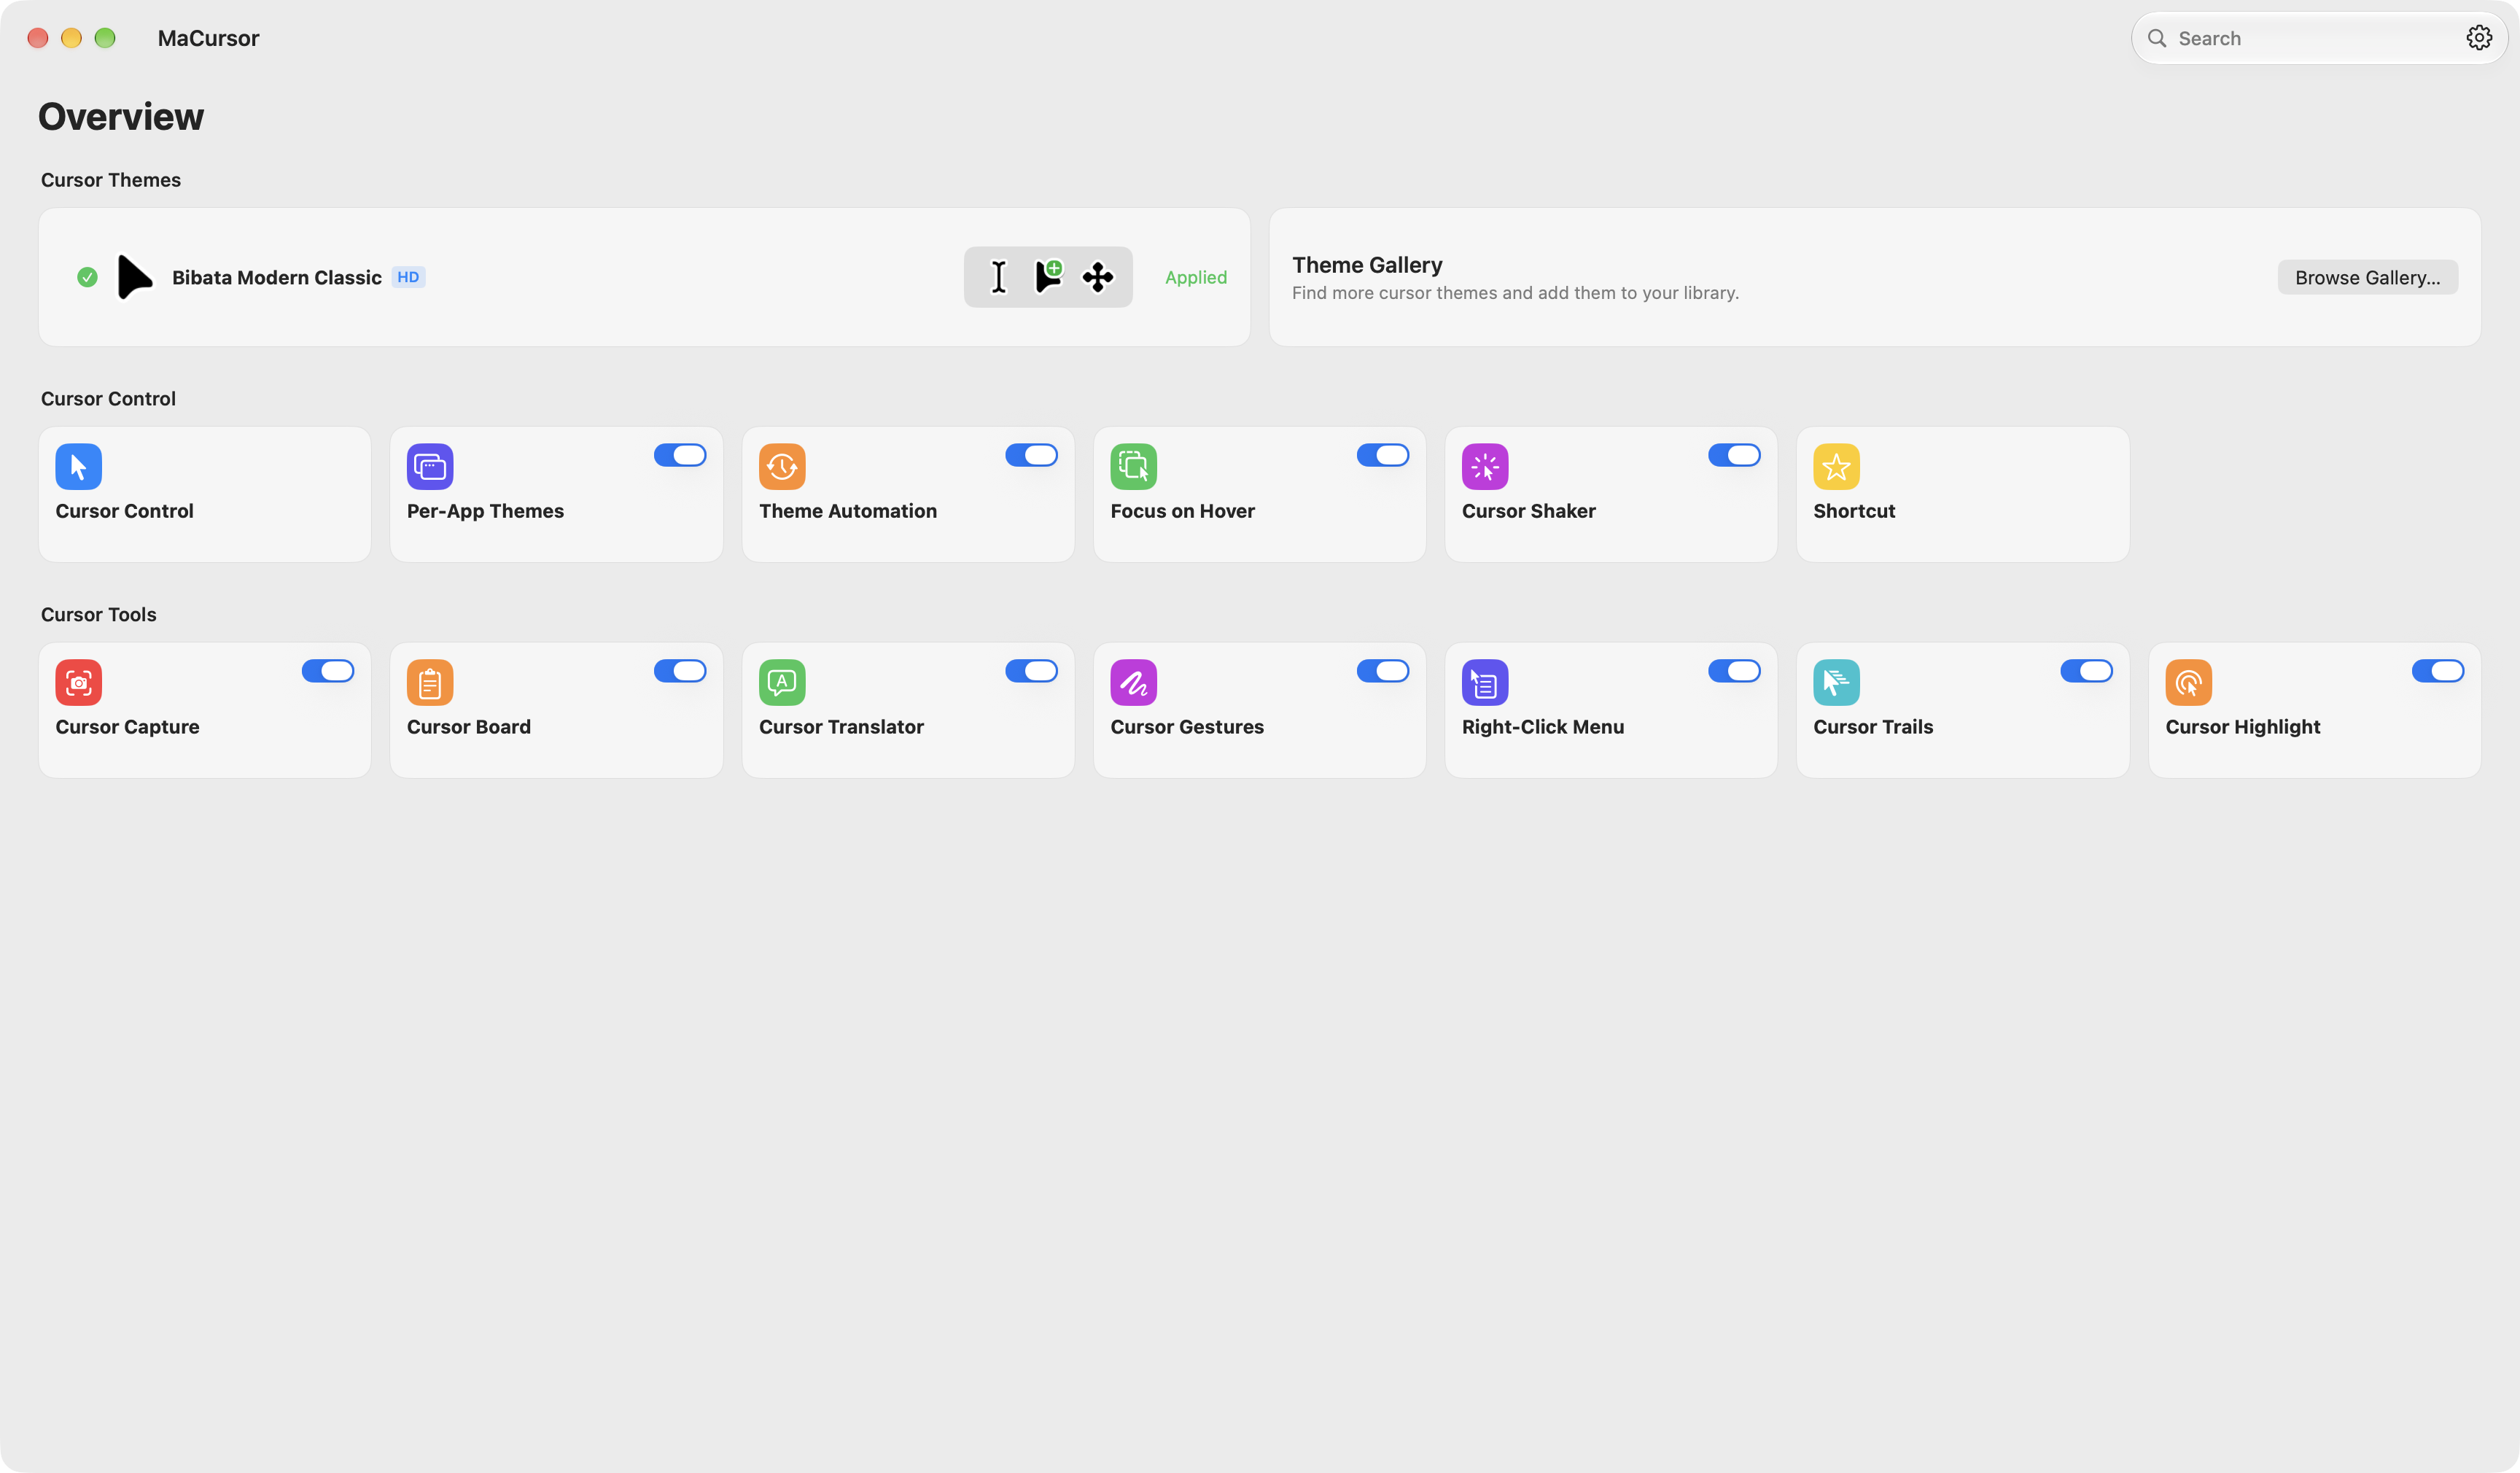 MaCursor
Search
Overview
Cursor Themes
Bibata Modern Classic HD
Applied
Theme Gallery
Find more cursor themes and add them to your library.
Browse Gallery...
Cursor Control
Cursor Control
Per-App Themes
Theme Automation
Focus on Hover
Cursor Shaker
Shortcut
Cursor Tools
Cursor Capture
Cursor Board
A
Cursor Translator
Cursor Gestures
Right-Click Menu
Cursor Trails
Cursor Highlight